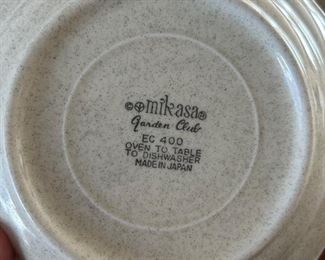 © mikasa ®
Garden Club
EC 400
OVEN TO TABLE
TO DISHWASHER
MADE IN JAPAN